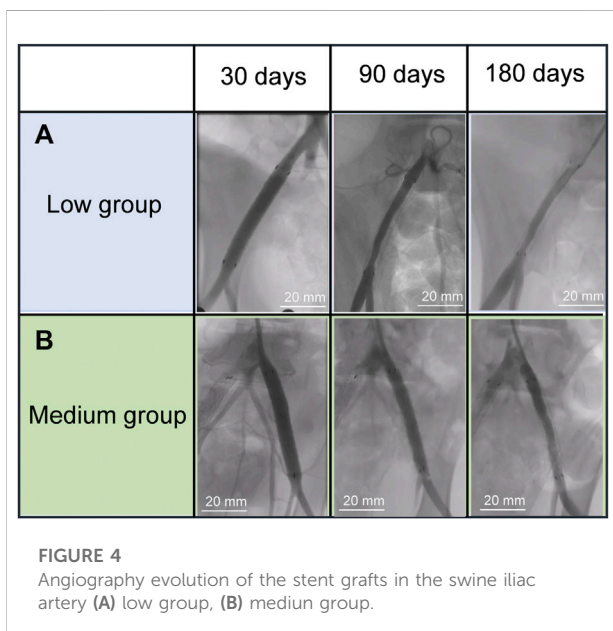 30 days 90 days 180 days
A
Low group
20 mm 20 mm 20 mm
B
Medium group
20 mm 20 mm 20 mm
FIGURE 4
Angiography evolution of the stent grafts in the swine iliac
artery (A) low group, (B) mediun group.